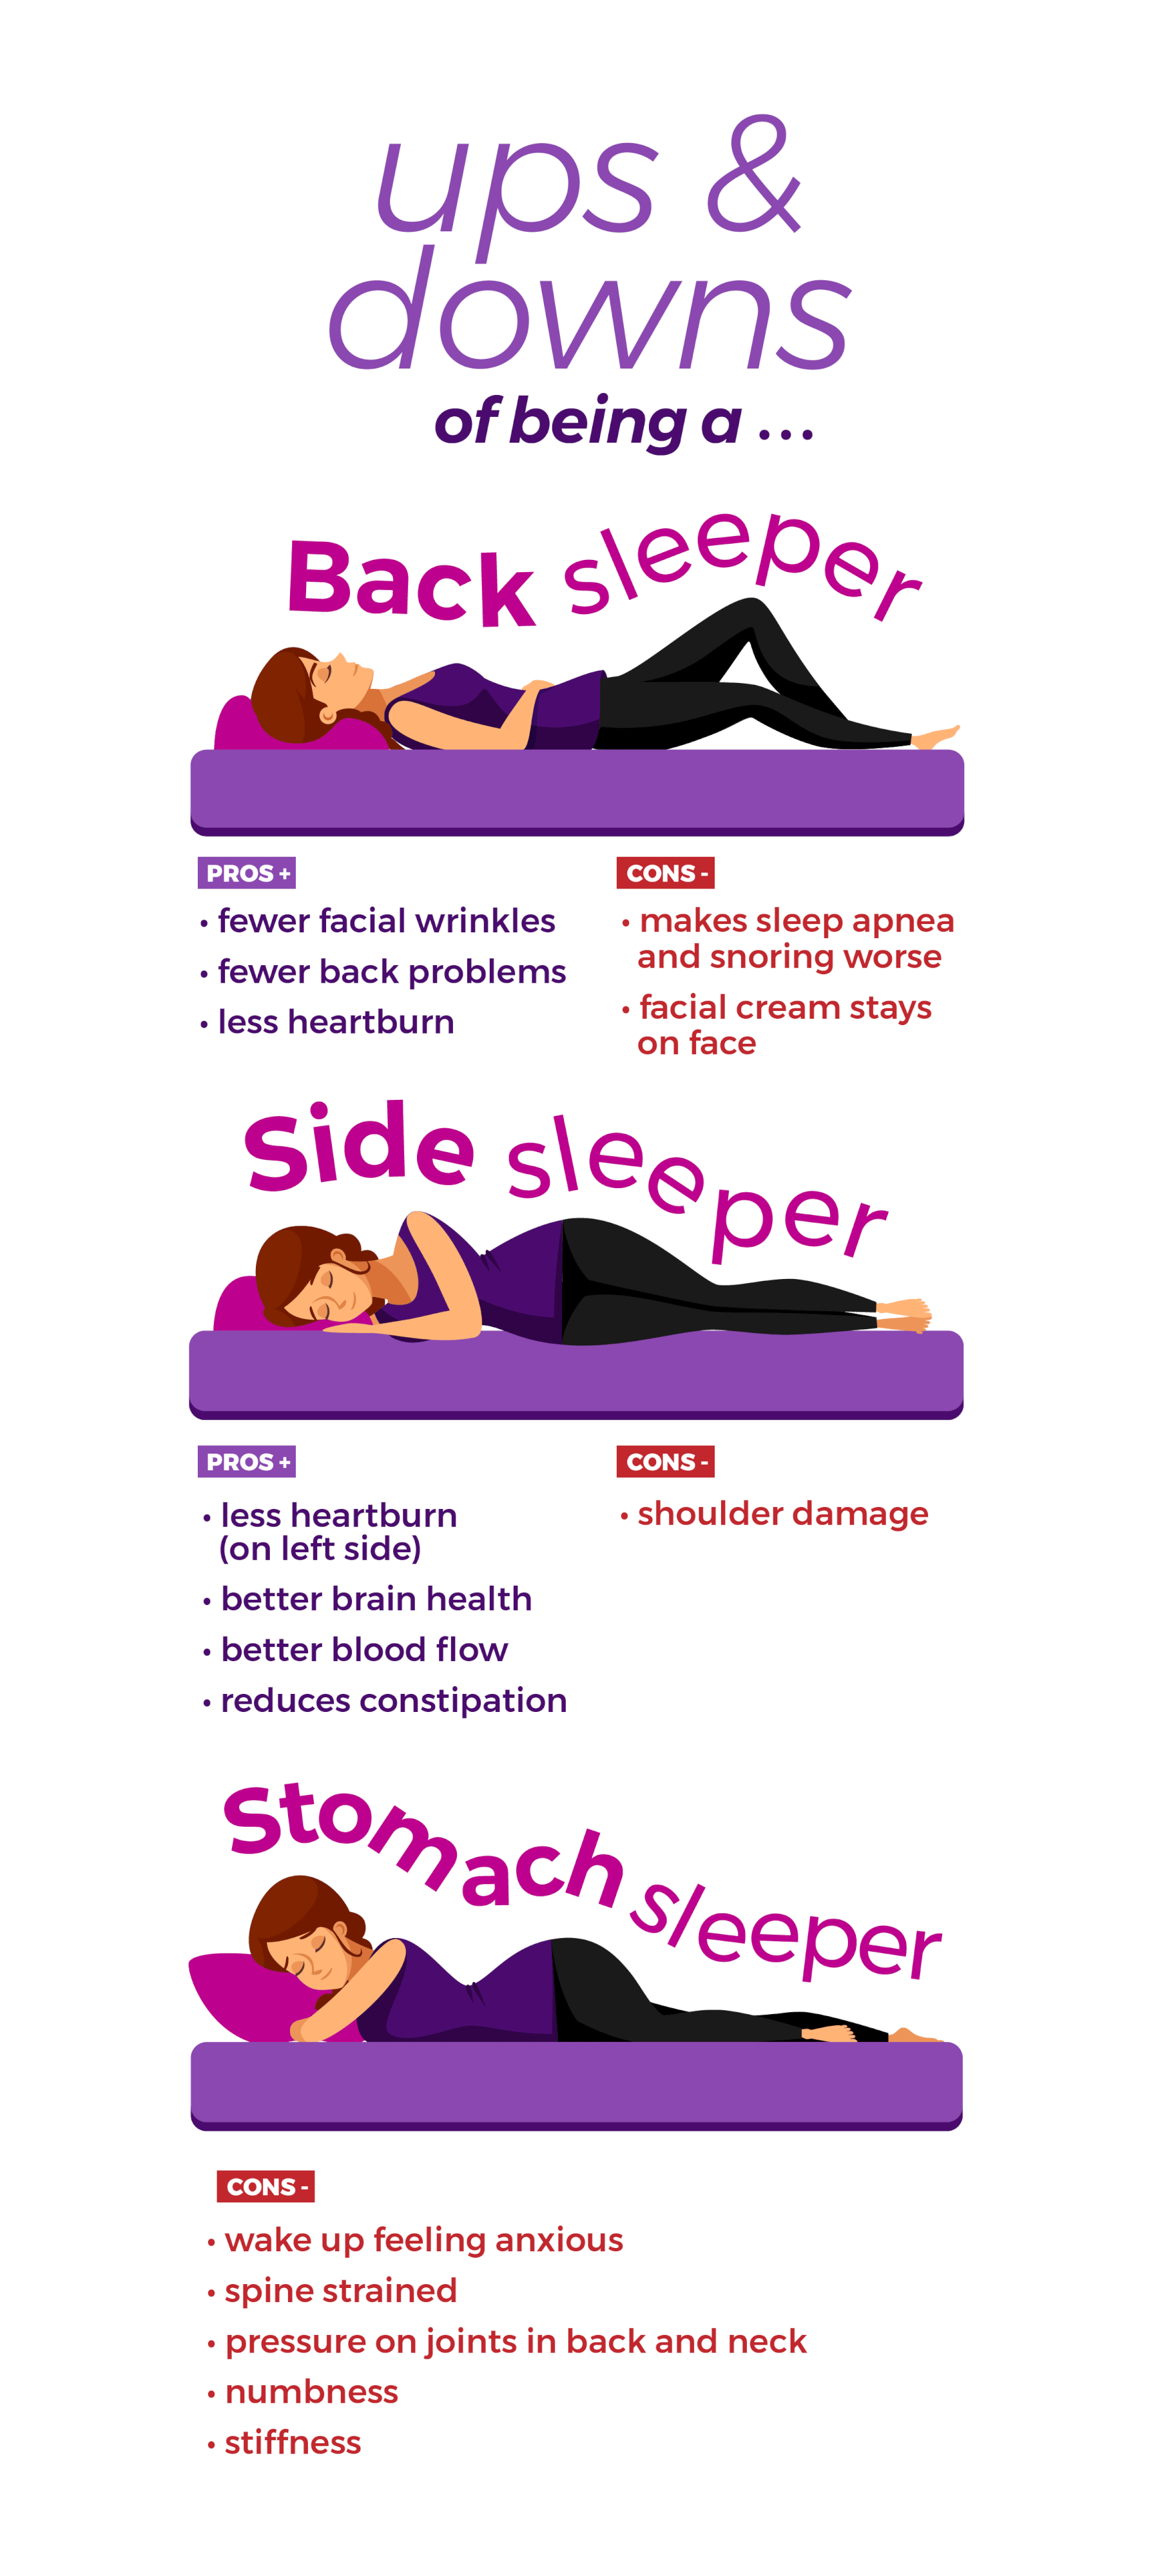 ups &
downs
of being a ...
Back sleeper
PROS +
• fewer facial wrinkles
• fewer back problems
• less heartburn
CONS -
• makes sleep apnea
and snoring worse
• facial cream stays
on face
Side sleeper
PROS +
• less heartburn
(on left side)
• better brain health
• better blood flow
• reduces constipation
CONS -
• shoulder damage
Stomach sleeper
CONS -
• wake up feeling anxious
• spine strained
• pressure on joints in back and neck
• numbness
• stiffness